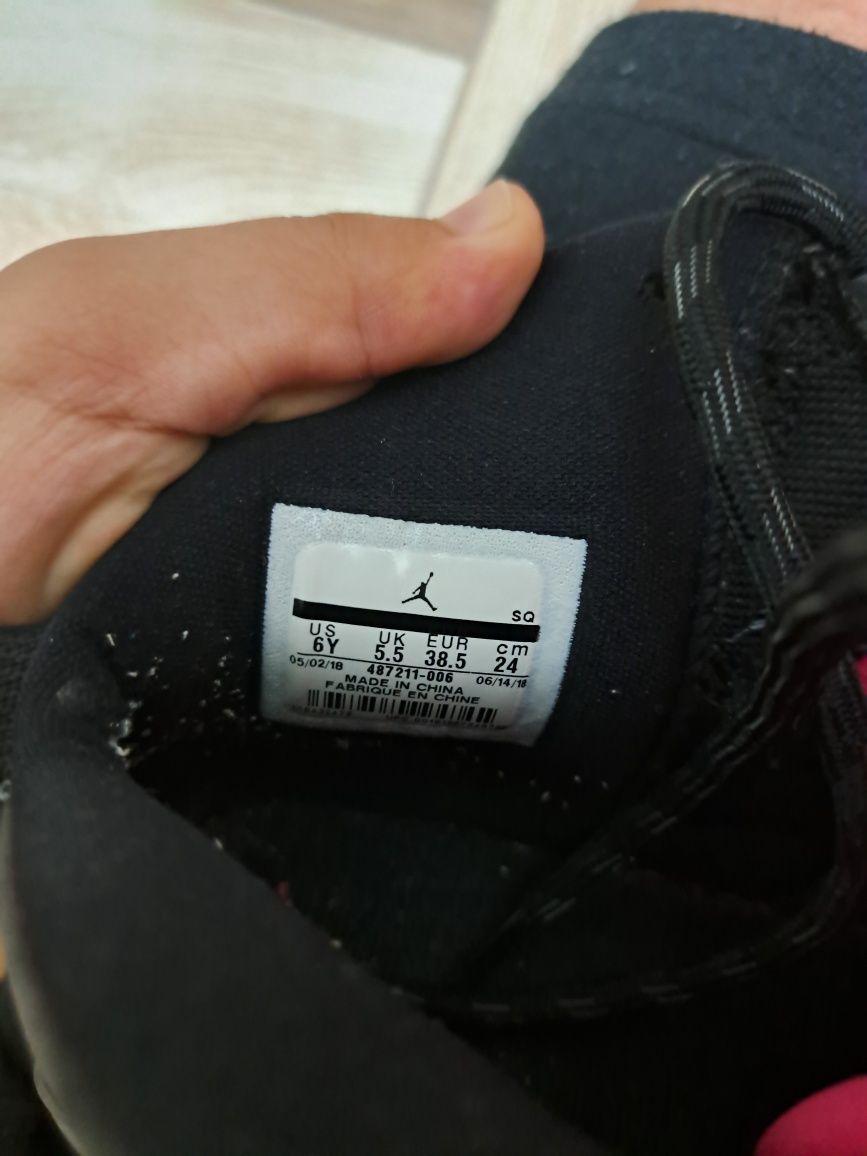 SQ
US UK EUR cm
6Y 5.5 38.5 24
05/02/18 487211-006 06/14/18
MADE IN CHINA
FABRIQUE EN CHINE